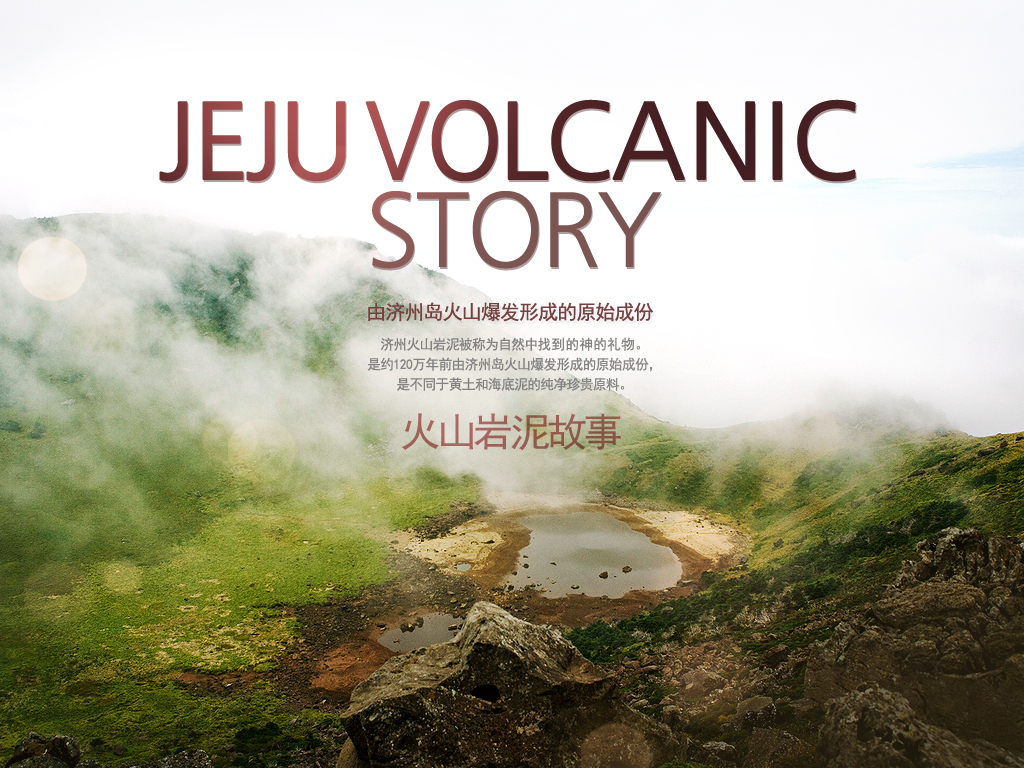 JEJU VOLCANIC
STORY
由济州岛火山爆发形成的原始成份
济州火山岩泥被称为自然中找到的神的礼物。
是约120万年前由济州岛火山爆发形成的原始成份，
是不同于黄土和海底泥的纯净珍贵原料。
火山岩泥故事